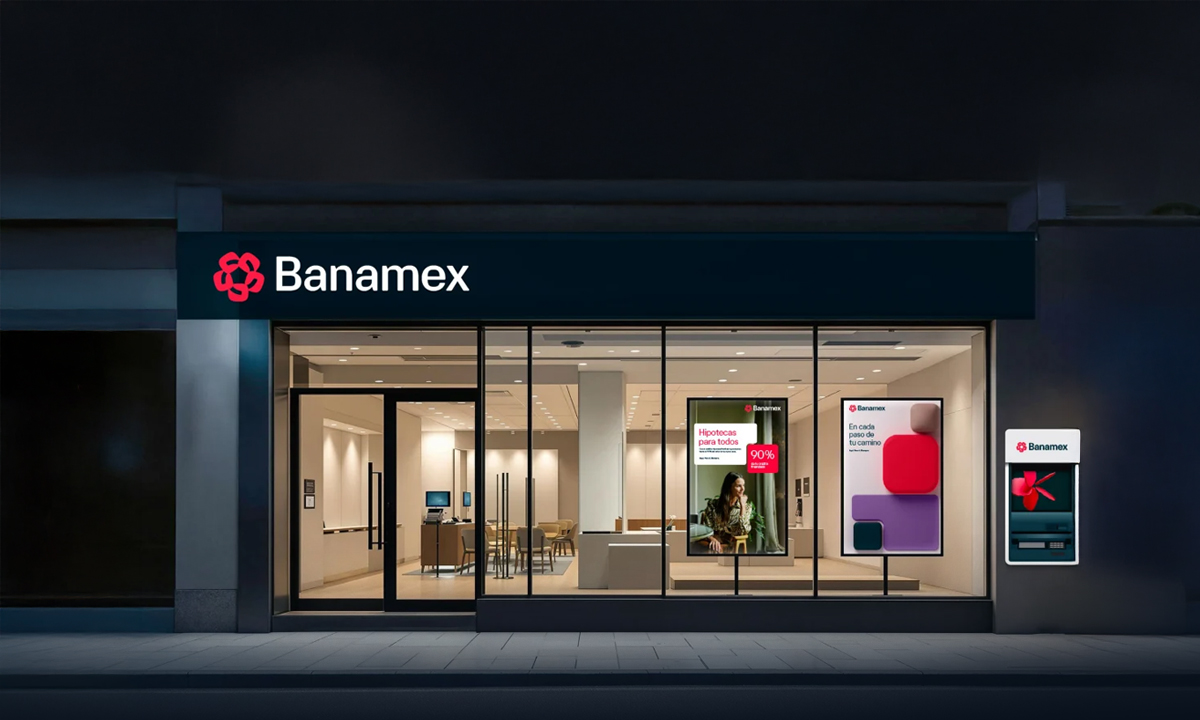 Banamex
Banamex
Hipotecas
para todos
90%
Banamex
En cada
paso de
tu camino
Banamex